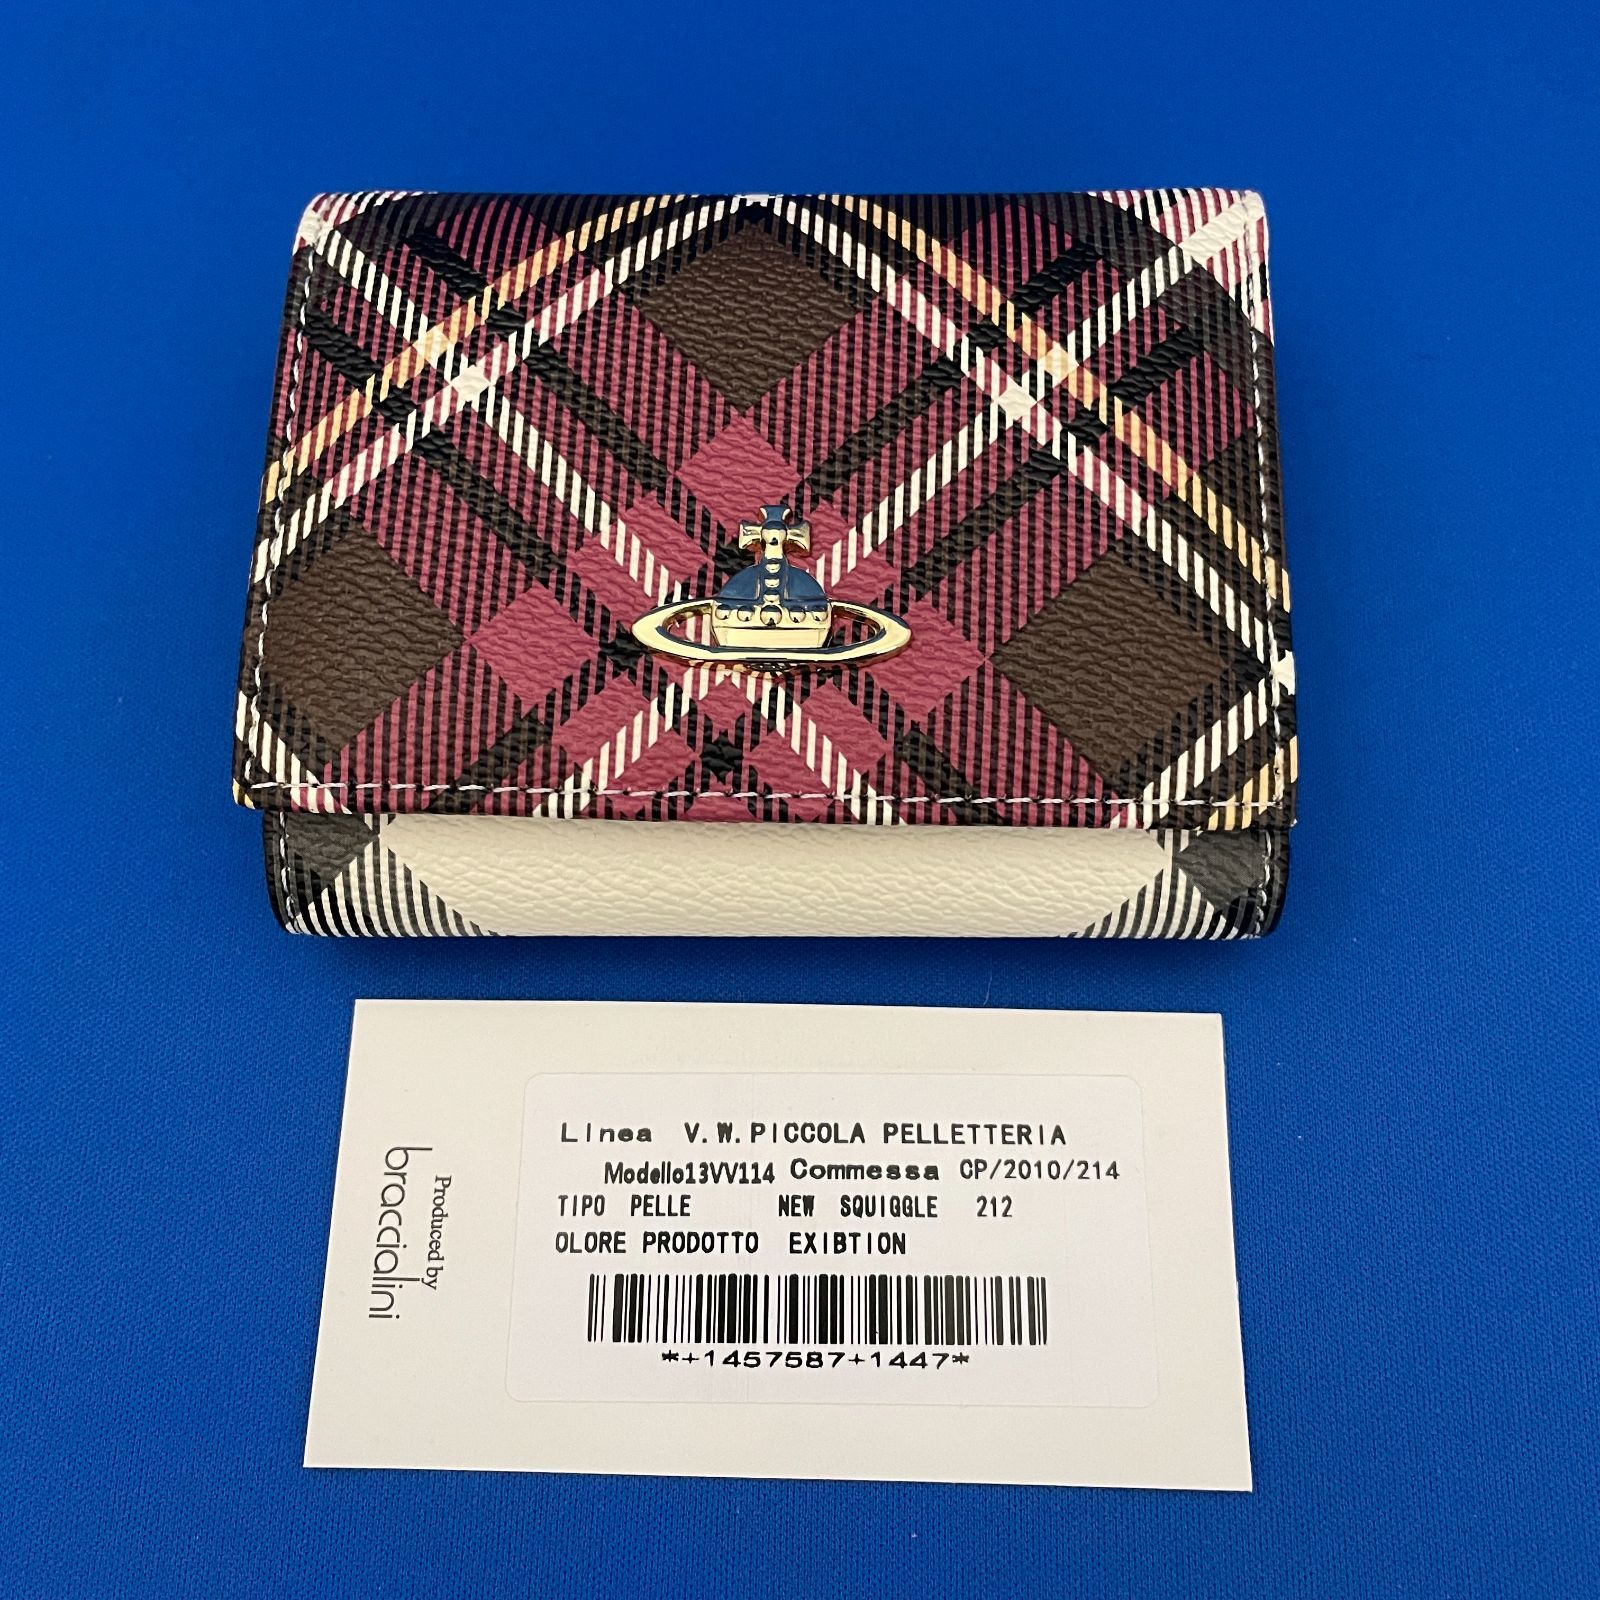 Linea V.W.PICCOLA PELLETTERIA
Modello13VV114 Commessa CP/2010/214
TIPO PELLE NEW SQUIGGLE 212
OLORE PRODOTTO EXIBTION
*+1457587+1447*
Produced by
braccialini